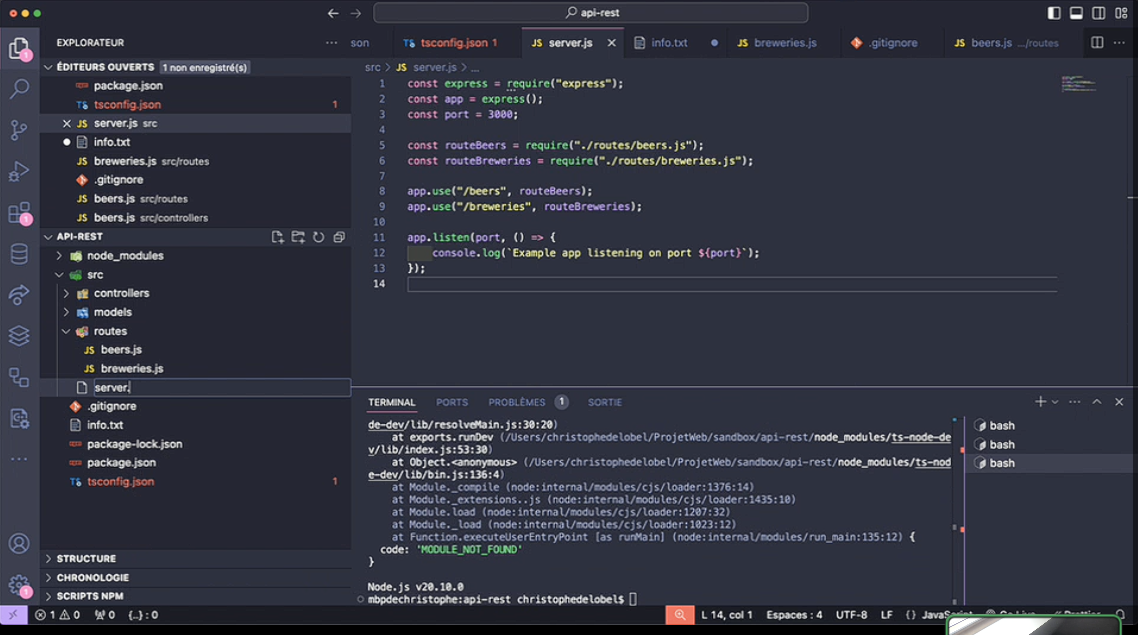 api-rest
EXPLORATEUR
ÉDITEURS OUVERTS 1 non enregistré(s)
package.json
tsconfig.json 1
server.js src
info.txt
breweries.js src/routes
.gitignore
beers.js src/routes
beers.js src/controllers
API-REST
node_modules
src
controllers
models
routes
beers.js
breweries.js
server.
.gitignore
info.txt
package-lock.json
package.json
tsconfig.json 1
STRUCTURE
CHRONOLOGIE
SCRIPTS NPM
son tsconfig.json 1 server.js info.txt breweries.js .gitignore beers.js .../routes
src > server.js > ...
1 const express = require("express");
2 const app = express();
3 const port = 3000;
4
5 const routeBeers = require("./routes/beers.js");
6 const routeBreweries = require("./routes/breweries.js");
7
8 app.use("/beers", routeBeers);
9 app.use("/breweries", routeBreweries);
10
11 app.listen(port, () => {
12 console.log(`Example app listening on port ${port}`);
13 });
14
TERMINAL PORTS PROBLÈMES 1 SORTIE
de-dev/lib/resolveMain.js:30:20)
at exports.runDev (/Users/christophedelobel/ProjetWeb/sandbox/api-rest/node_modules/ts-node-de
v/lib/index.js:53:30)
at Object.<anonymous> (/Users/christophedelobel/ProjetWeb/sandbox/api-rest/node_modules/ts-nod
e-dev/lib/bin.js:136:4)
at Module._compile (node:internal/modules/cjs/loader:1376:14)
at Module._extensions..js (node:internal/modules/cjs/loader:1435:10)
at Module.load (node:internal/modules/cjs/loader:1207:32)
at Module._load (node:internal/modules/cjs/loader:1023:12)
at Function.executeUserEntryPoint [as runMain] (node:internal/modules/run_main:135:12) {
code: 'MODULE_NOT_FOUND'
}
Node.js v20.10.0
mbpdechristophe:api-rest christophedelobel$
bash
bash
bash
1 0 0 {..} : 0 L 14, col 1 Espaces : 4 UTF-8 LF {} JavaScript Go Live Prettier